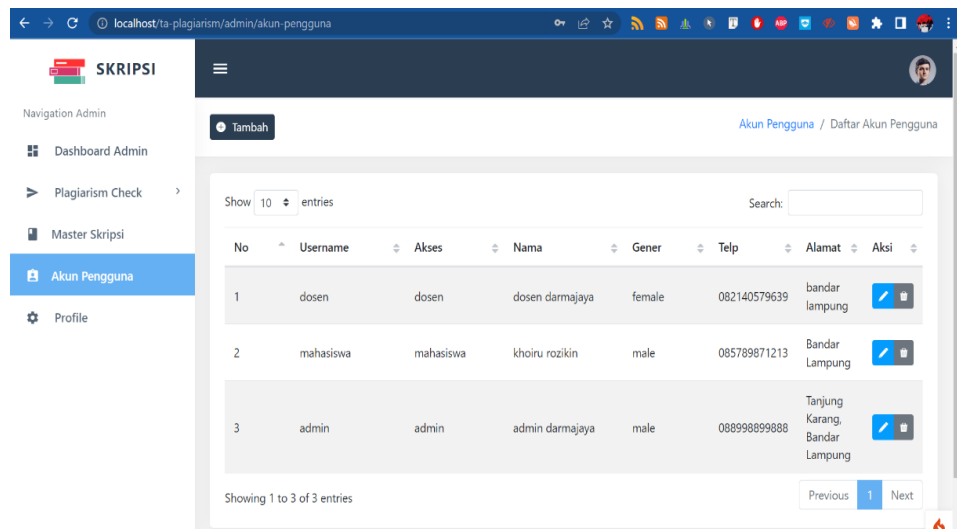 localhost/ta-plagiarism/admin/akun-pengguna
ABP
SKRIPSI
Navigation Admin
Dashboard Admin
Plagiarism Check
Master Skripsi
Akun Pengguna
Profile
Tambah
Akun Pengguna / Daftar Akun Pengguna
Show 10 entries
Search:
No Username Akses Nama Gener Telp Alamat Aksi
1 dosen dosen dosen darmajaya female 082140579639 bandar
lampung
2 mahasiswa mahasiswa khoiru rozikin male 085789871213 Bandar
Lampung
3 admin admin admin darmajaya male 088998899888 Tanjung
Karang,
Bandar
Lampung
Showing 1 to 3 of 3 entries
Previous 1 Next